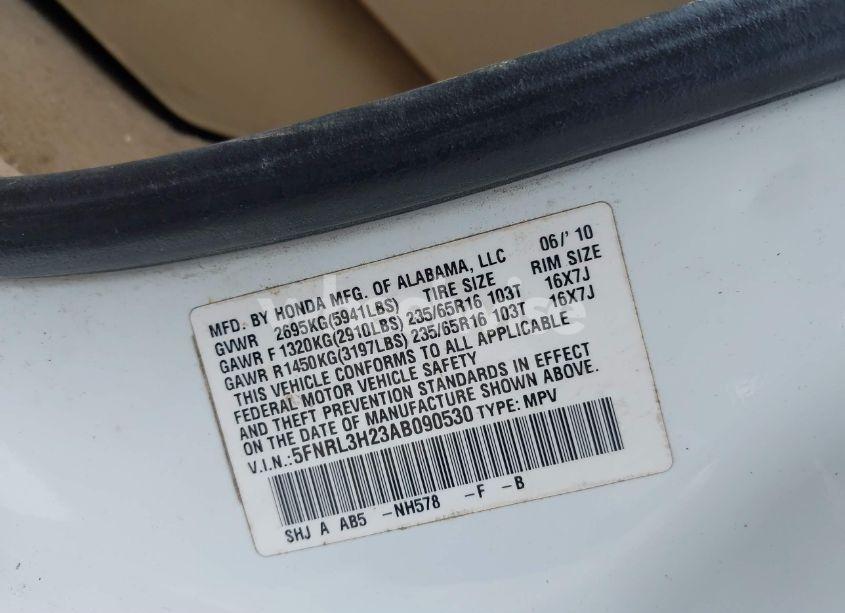 MFD. BY HONDA MFG. OF ALABAMA, LLC 06/' 10
GVWR 2695KG(5941LBS) TIRE SIZE RIM SIZE
GAWR F 1320KG(2910LBS) 235/65R16 103T 16X7J
GAWR R1450KG(3197LBS) 235/65R16 103T 16X7J
THIS VEHICLE CONFORMS TO ALL APPLICABLE
FEDERAL MOTOR VEHICLE SAFETY
AND THEFT PREVENTION STANDARDS IN EFFECT
ON THE DATE OF MANUFACTURE SHOWN ABOVE.
V.I.N.:5FNRL3H23AB090530 TYPE: MPV
SHJ A AB5 -NH578 -F -B